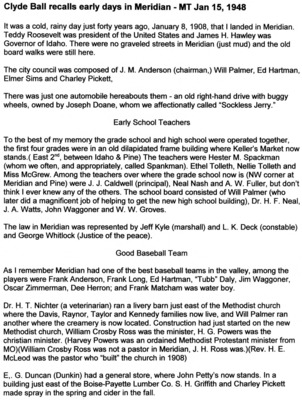 Clyde Ball recalls early days in Meridian - MT Jan 15, 1948
It was a cold, rainy day just forty years ago, January 8, 1908, that I landed in Meridian.
Teddy Roosevelt was president of the United States and James H. Hawley was
Governor of Idaho. There were no graveled streets in Meridian (just mud) and the old
board walks were still here.
The city council was composed of J. M. Anderson (chairman,) Will Palmer, Ed Hartman,
Elmer Sims and Charley Pickett,
There was just one automobile hereabouts them - an old right-hand drive with buggy
wheels, owned by Joseph Doane, whom we affectionally called “Sockless Jerry.”
Early School Teachers
To the best of my memory the grade school and high school were operated together,
the first four grades were in an old dilapidated frame building where Keller's Market now
stands.( East 2nd, between Idaho & Pine) The teachers were Hester M. Spackman
(whom we often, and appropriately, called Sparkman). Ethel Tolleth, Nellie Tolleth and
Miss McGrew. Among the teachers over where the grade school now is (NW corner at
Meridian and Pine) were J. J. Caldwell (principal), Neal Nash and A. W. Fuller, but don't
think I ever knew any of the others. The school board consisted of Will Palmer (who
later did a magnificent job of helping to get the new high school building), Dr. H. F. Neal,
J. A. Watts, John Waggoner and W. W. Groves.
The law in Meridian was represented by Jeff Kyle (marshal) and L. K. Deck (constable)
and George Whitlock (Justice of the peace).
Good Baseball Team
As I remember Meridian had one of the best baseball teams in the valley, among the
players were Frank Anderson, Frank Long, Ed Hartman, “Tubb” Daly, Jim Waggoner,
Oscar Zimmerman, Dee Herron; and Frank Matcham was water boy.
Dr. H. T. Nichter (a veterinarian) ran a livery barn just east of the Methodist church
where the Davis, Raynor, Taylor and Kennedy families now live, and Will Palmer ran
another where the creamery is now located. Construction had just started on the new
Methodist church, William Crosby Ross was the minister, H. G. Powers was the
christian minister. (Harvey Powers was an ordained Methodist Protestant minister from
MO)(William Crosby Ross was not a pastor in Meridian, J. H. Ross was.)(Rev. H. E.
McLeod was the pastor who “built” the church in 1908)
E,. G. Duncan (Dunkin) had a general store, where John Petty's now stands. In a
building just east of the Boise-Payette Lumber Co. S. H. Griffith and Charley Pickett
made spray in the spring and cider in the fall.